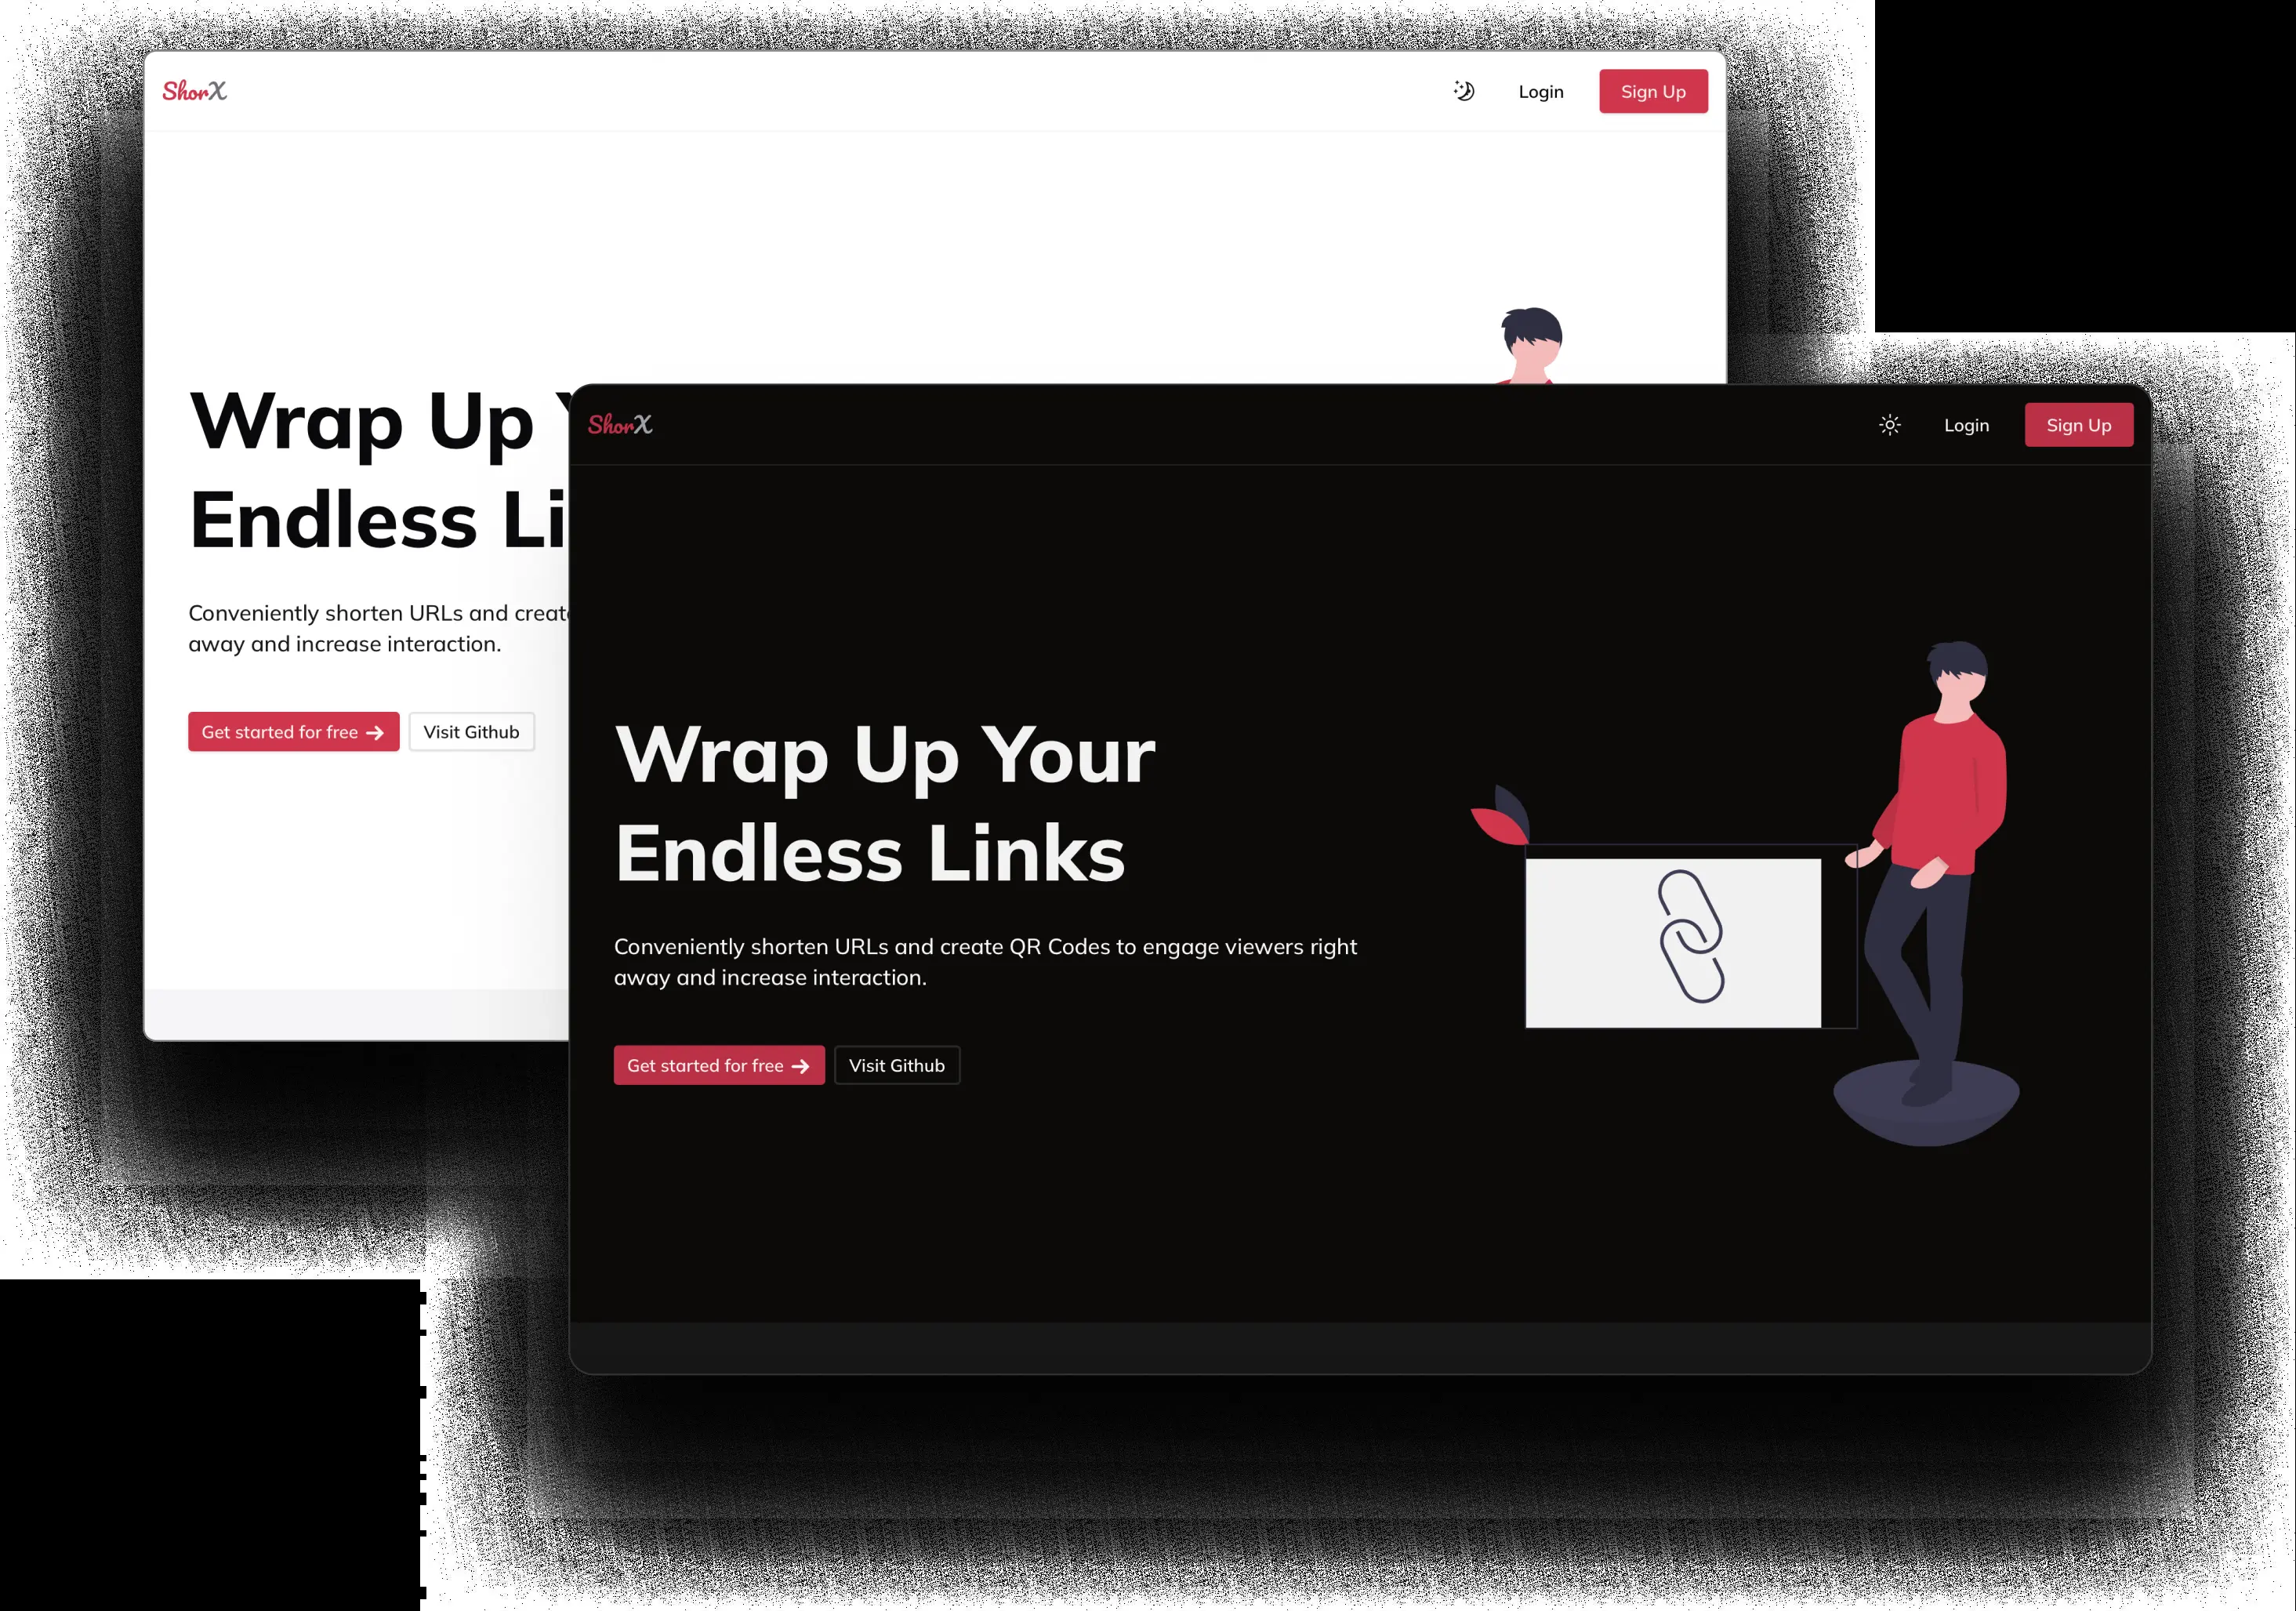 ShorX
Login
Sign Up
Wrap Up
Endless Li
Conveniently shorten URLs and create
away and increase interaction.
Get started for free
Visit Github
ShorX
Login
Sign Up
Wrap Up Your
Endless Links
Conveniently shorten URLs and create QR Codes to engage viewers right
away and increase interaction.
Get started for free
Visit Github